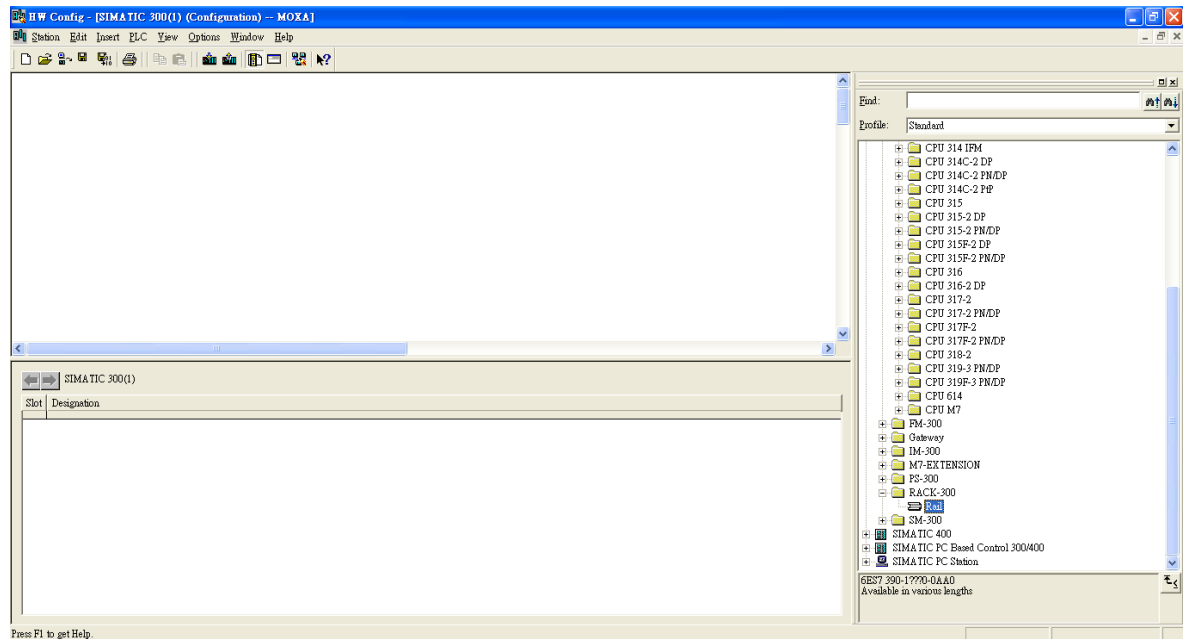 HW Config - [SIMATIC 300(1) (Configuration) -- MOXA]
Station Edit Insert PLC View Options Window Help
Find:
Profile: Standard
CPU 314 IFM
CPU 314C-2 DP
CPU 314C-2 PN/DP
CPU 314C-2 PtP
CPU 315
CPU 315-2 DP
CPU 315-2 PN/DP
CPU 315F-2 DP
CPU 315F-2 PN/DP
CPU 316
CPU 316-2 DP
CPU 317-2
CPU 317-2 PN/DP
CPU 317F-2
CPU 317F-2 PN/DP
CPU 318-2
CPU 319-3 PN/DP
CPU 319F-3 PN/DP
CPU 614
CPU M7
FM-300
Gateway
IM-300
M7-EXTENSION
PS-300
RACK-300
Rail
SM-300
SIMATIC 400
SIMATIC PC Based Control 300/400
SIMATIC PC Station
6ES7 390-1???0-0AA0
Available in various lengths
SIMATIC 300(1)
Slot Designation
Press F1 to get Help.